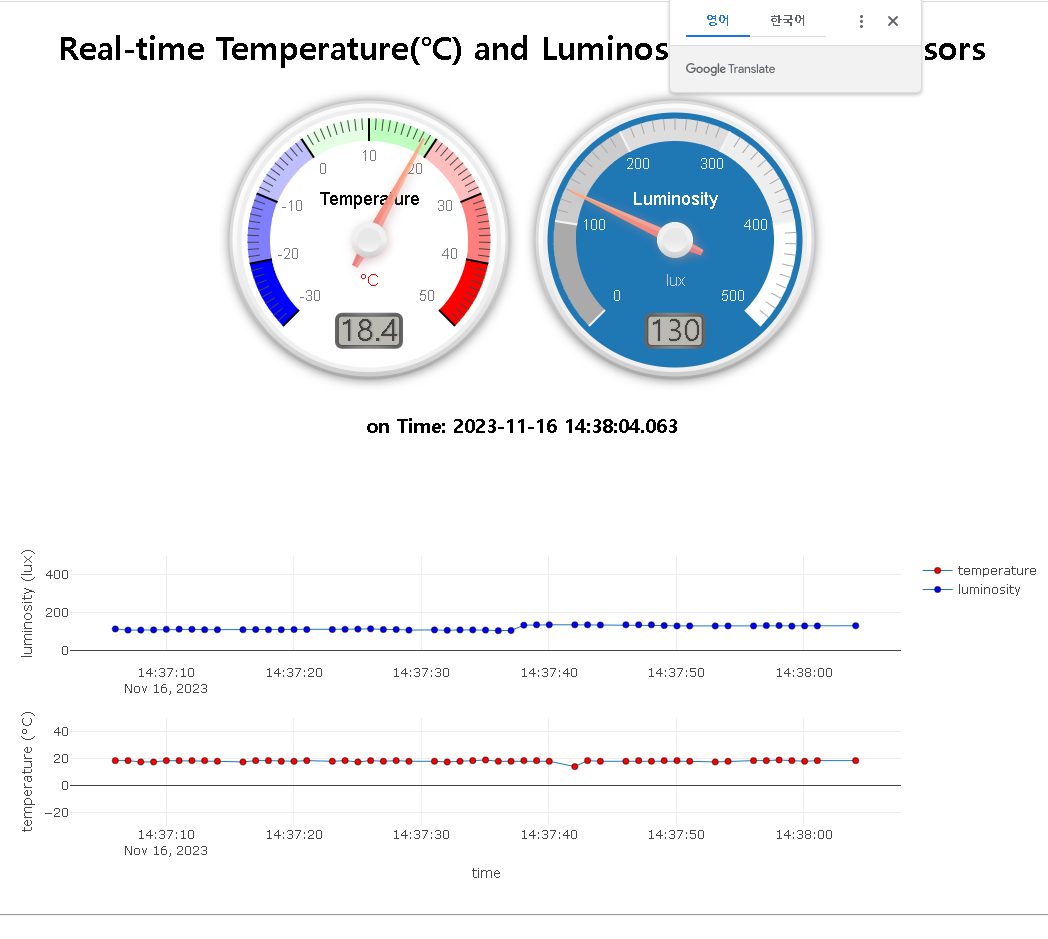 영어 한국어
Google Translate
Real-time Temperature(°C) and Luminos sors
-30 -20 -10 0 10 20 30 40 50
Temperature
°C
18.4
0 100 200 300 400 500
Luminosity
lux
130
on Time: 2023-11-16 14:38:04.063
luminosity (lux)
400
200
0
14:37:10 14:37:20 14:37:30 14:37:40 14:37:50 14:38:00
Nov 16, 2023
temperature
luminosity
temperature (°C)
40
20
0
−20
14:37:10 14:37:20 14:37:30 14:37:40 14:37:50 14:38:00
Nov 16, 2023
time